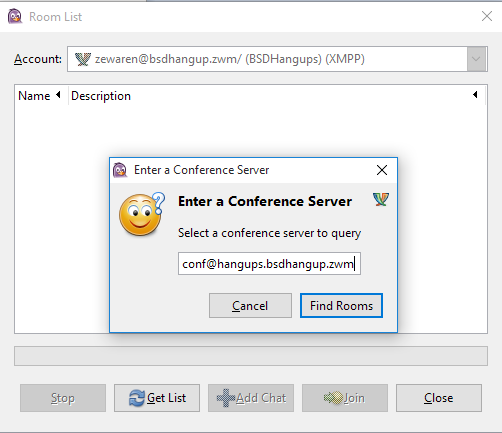 Room List
Account: zewaren@bsdhangup.zwm/ (BSDHangups) (XMPP)
Name Description
Enter a Conference Server
Enter a Conference Server
Select a conference server to query
conf@hangups.bsdhangup.zwm
Cancel Find Rooms
Stop Get List Add Chat Join Close